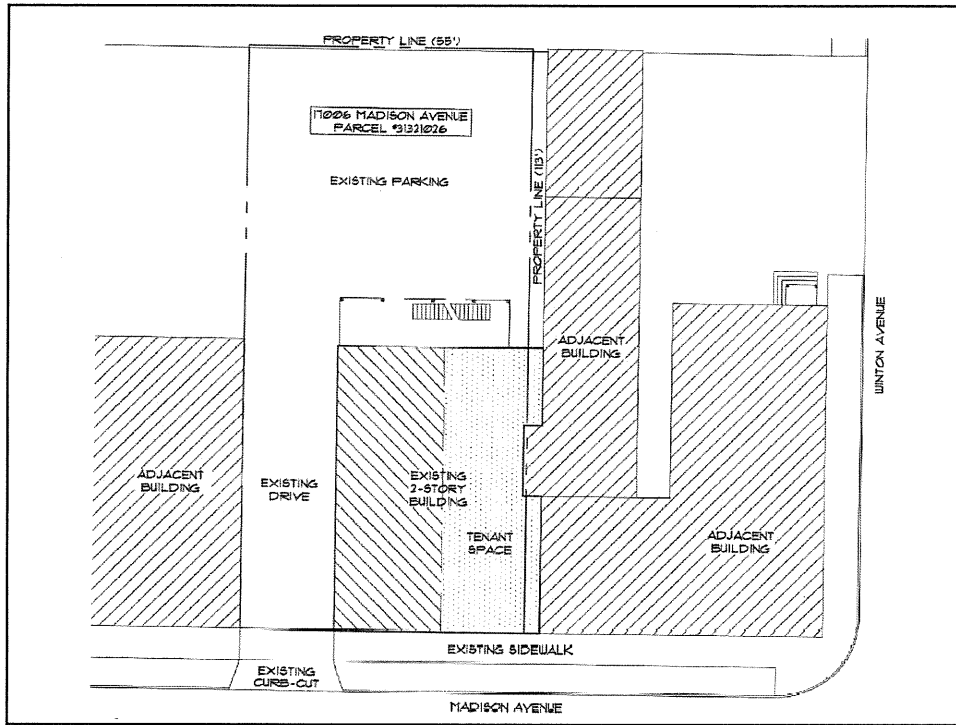 PROPERTY LINE (55')
17006 MADISON AVENUE
PARCEL #31321026
EXISTING PARKING
PROPERTY LINE (113')
ADJACENT
BUILDING
WINTON AVENUE
ADJACENT
BUILDING
EXISTING
DRIVE
EXISTING
2-STORY
BUILDING
TENANT
SPACE
ADJACENT
BUILDING
EXISTING SIDEWALK
EXISTING
CURB-CUT
MADISON AVENUE